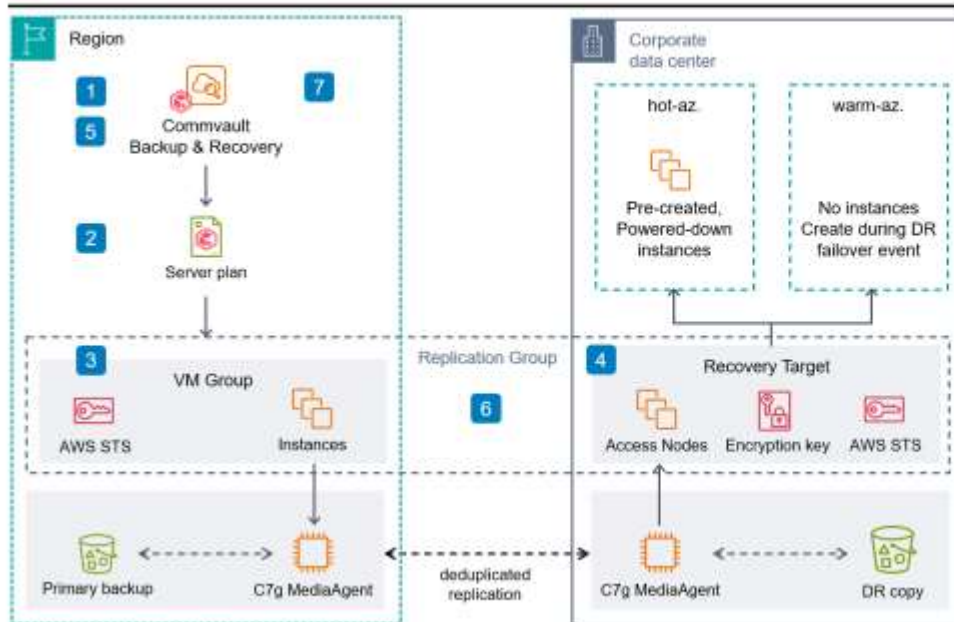 Region
1
7
5
Commvault
Backup & Recovery
2
Server plan
3
VM Group
AWS STS
Instances
Replication Group
6
Primary backup
C7g MediaAgent
deduplicated
replication
Corporate
data center
hot-az.
Pre-created,
Powered-down
instances
warm-az.
No instances
Create during DR
failover event
4
Recovery Target
Access Nodes
Encryption key
AWS STS
C7g MediaAgent
DR copy